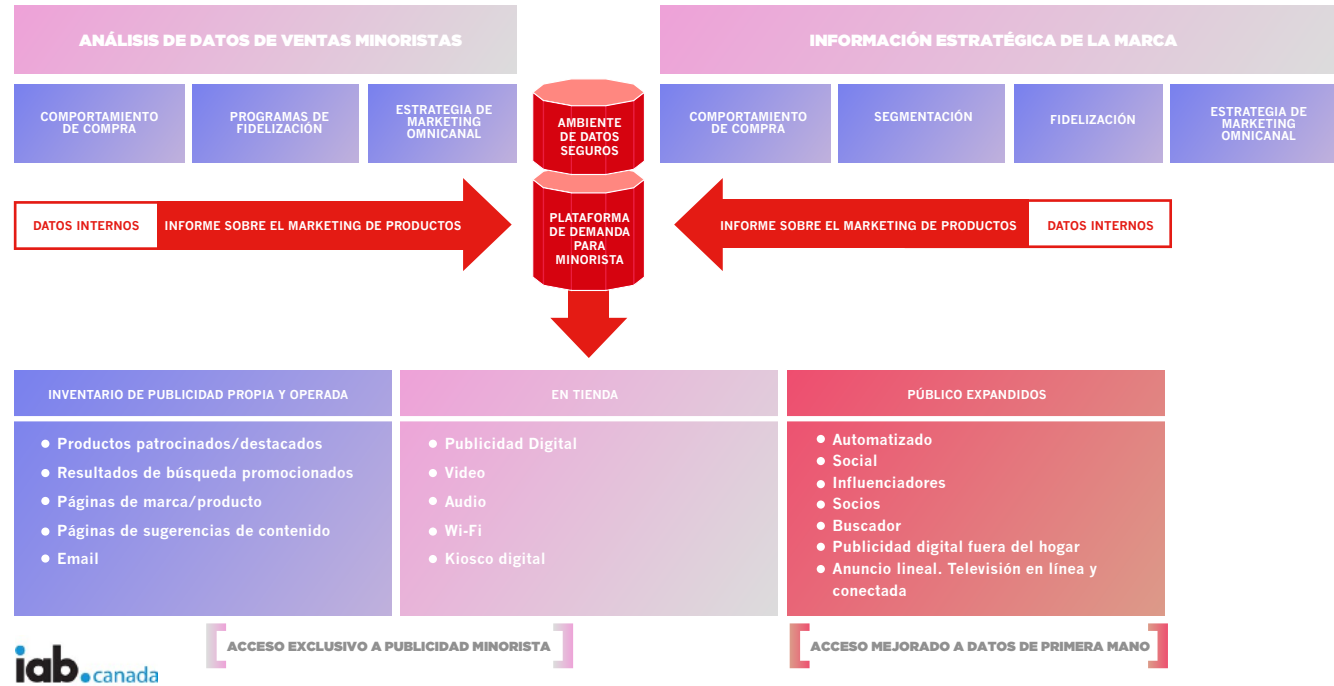 ANÁLISIS DE DATOS DE VENTAS MINORISTAS
INFORMACIÓN ESTRATÉGICA DE LA MARCA
COMPORTAMIENTO
DE COMPRA
PROGRAMAS DE
FIDELIZACIÓN
ESTRATEGIA DE
MARKETING
OMNICANAL
AMBIENTE
DE DATOS
SEGUROS
COMPORTAMIENTO
DE COMPRA
SEGMENTACIÓN
FIDELIZACIÓN
ESTRATEGIA DE
MARKETING
OMNICANAL
DATOS INTERNOS
INFORME SOBRE EL MARKETING DE PRODUCTOS
PLATAFORMA
DE DEMANDA
PARA
MINORISTA
INFORME SOBRE EL MARKETING DE PRODUCTOS
DATOS INTERNOS
INVENTARIO DE PUBLICIDAD PROPIA Y OPERADA
Productos patrocinados/destacados
Resultados de búsqueda promocionados
Páginas de marca/producto
Páginas de sugerencias de contenido
Email
EN TIENDA
Publicidad Digital
Video
Audio
Wi-Fi
Kiosco digital
PÚBLICO EXPANDIDOS
Automatizado
Social
Influenciadores
Socios
Buscador
Publicidad digital fuera del hogar
Anuncio lineal. Televisión en línea y
conectada
ACCESO EXCLUSIVO A PUBLICIDAD MINORISTA
ACCESO MEJORADO A DATOS DE PRIMERA MANO
iab.canada